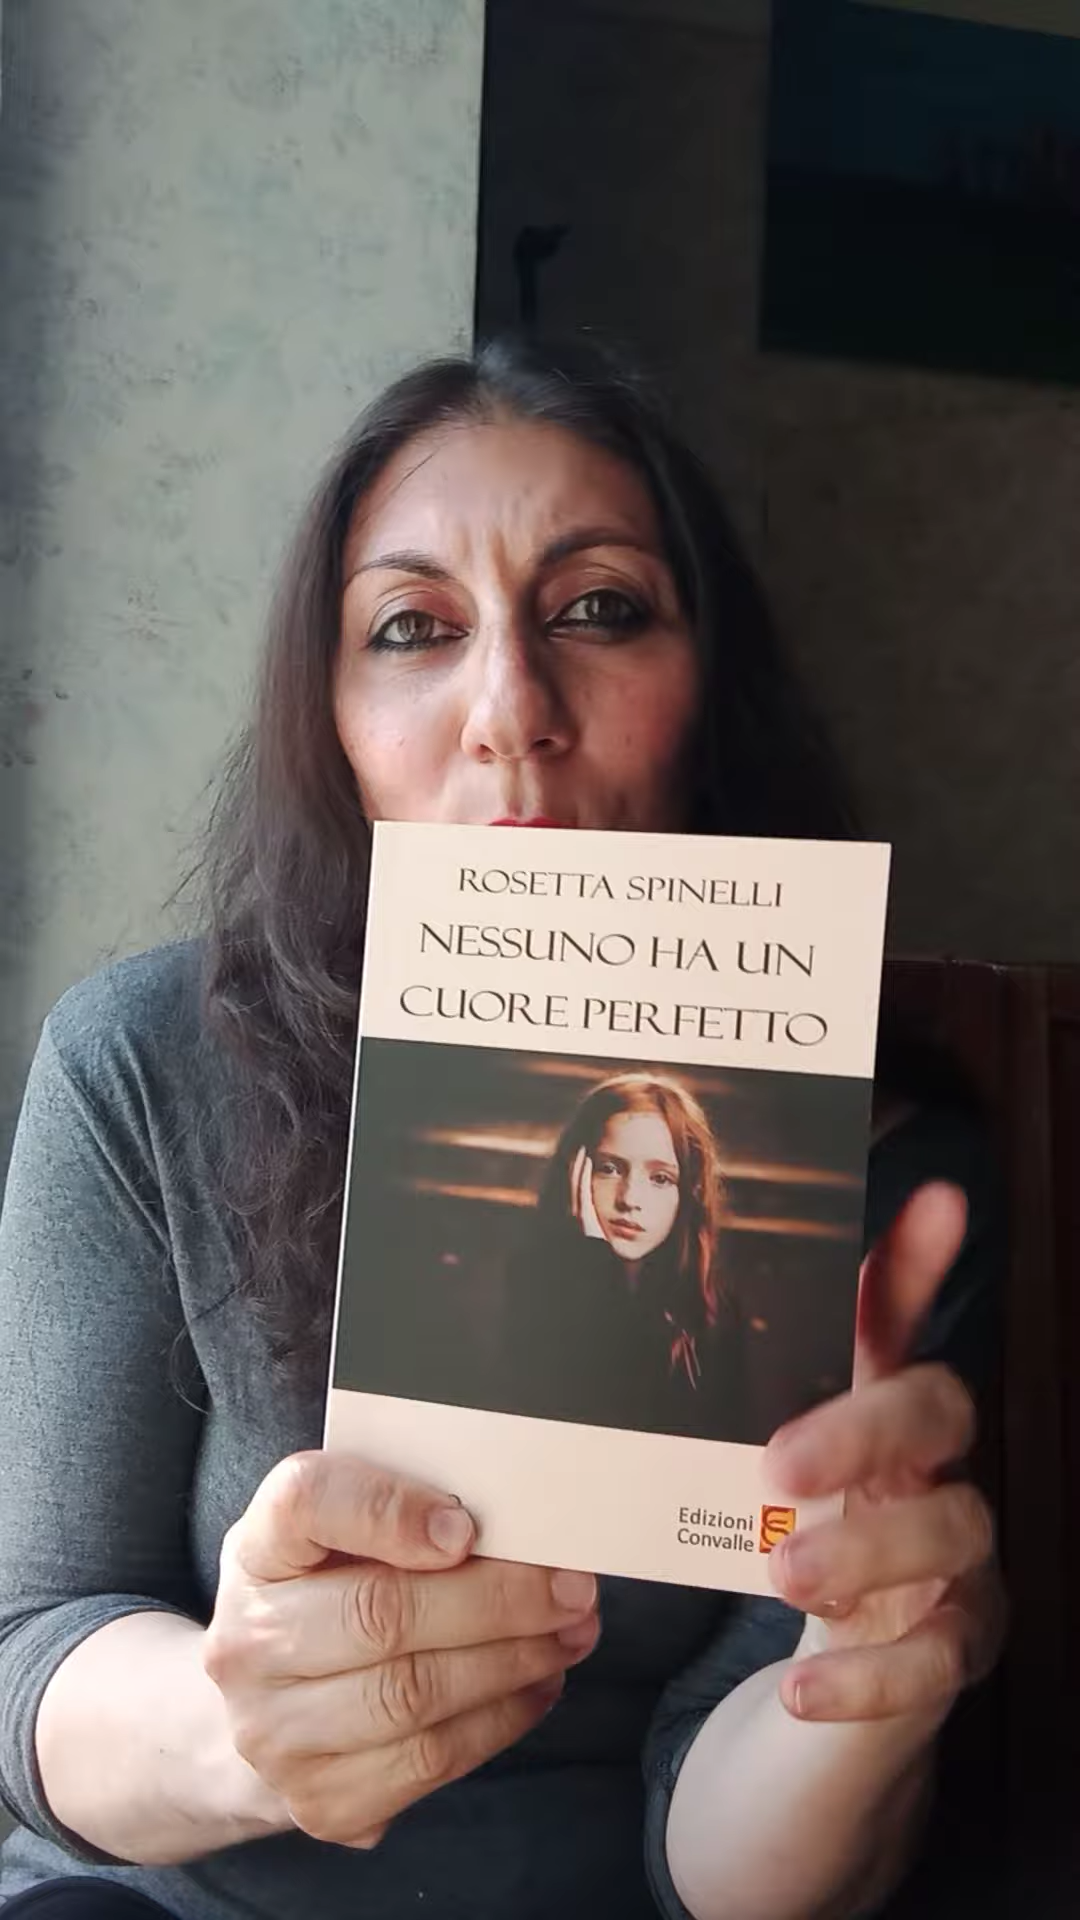 ROSETTA SPINELLI
NESSUNO HA UN
CUORE PERFETTO
Edizioni
Convalle